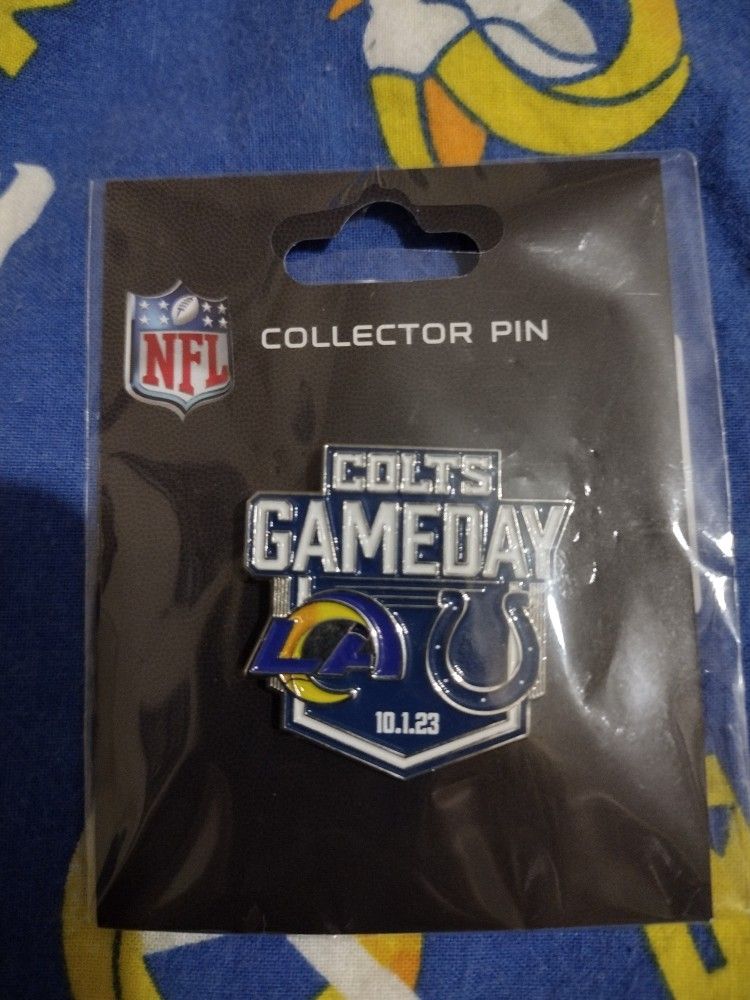 NFL
COLLECTOR PIN
COLTS
GAMEDAY
LA
10.1.23